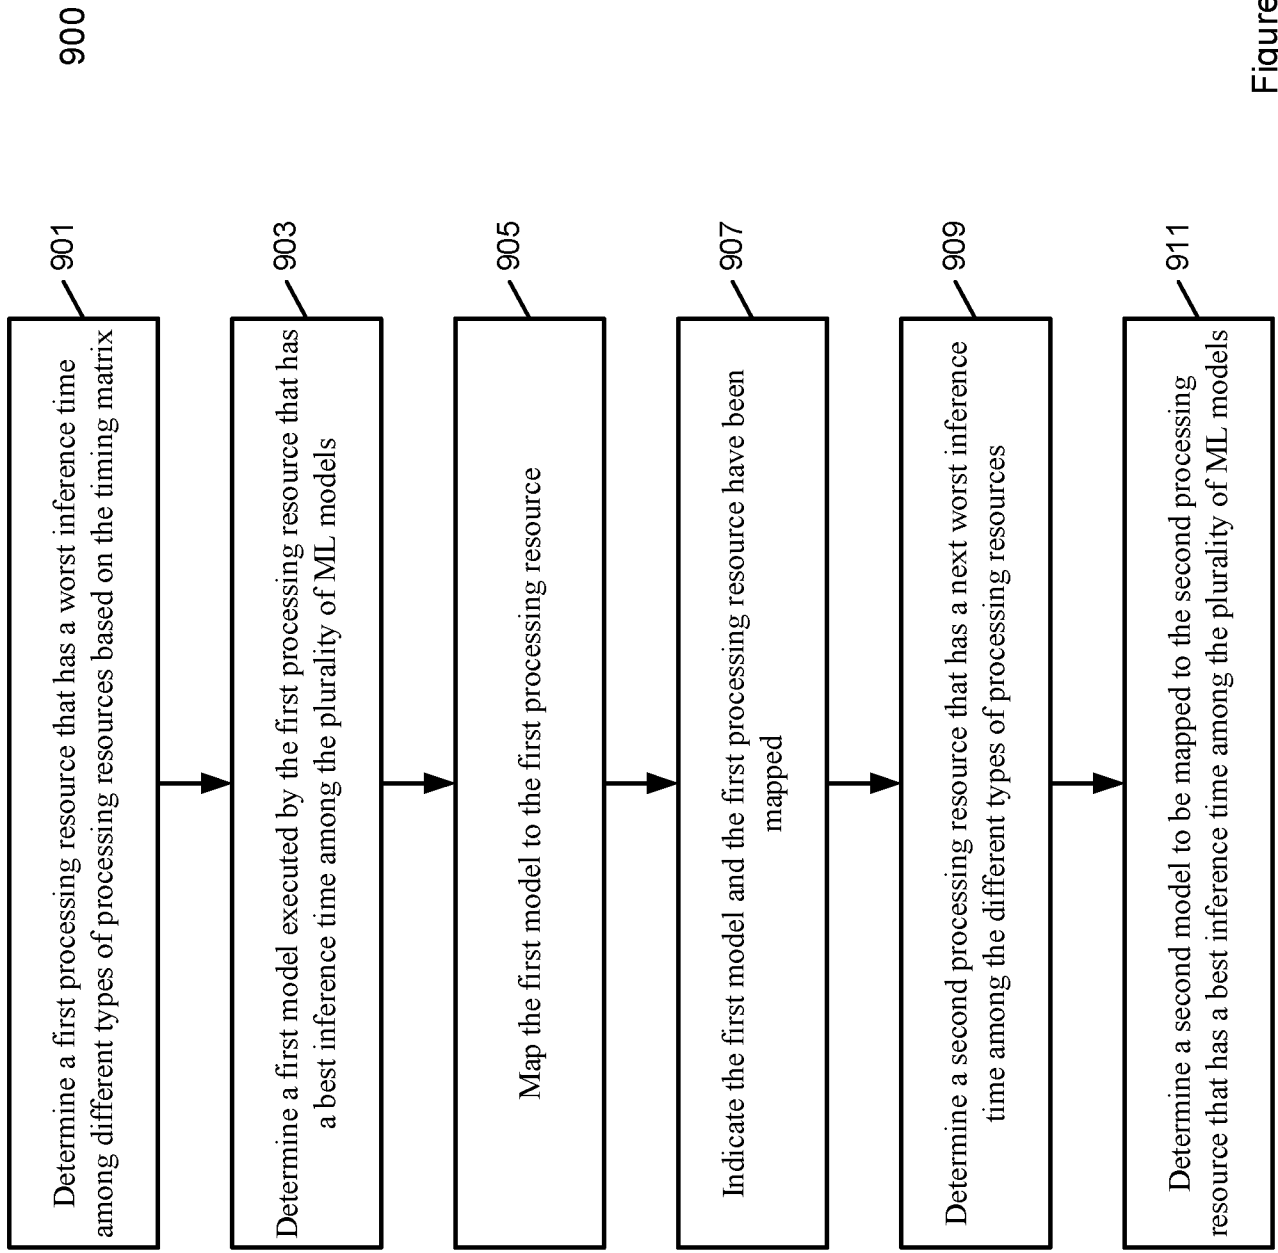 900
901
Determine a first processing resource that has a worst inference time
among different types of processing resources based on the timing matrix
903
Determine a first model executed by the first processing resource that has
a best inference time among the plurality of ML models
905
Map the first model to the first processing resource
907
Indicate the first model and the first processing resource have been
mapped
909
Determine a second processing resource that has a next worst inference
time among the different types of processing resources
911
Determine a second model to be mapped to the second processing
resource that has a best inference time among the plurality of ML models
Figure